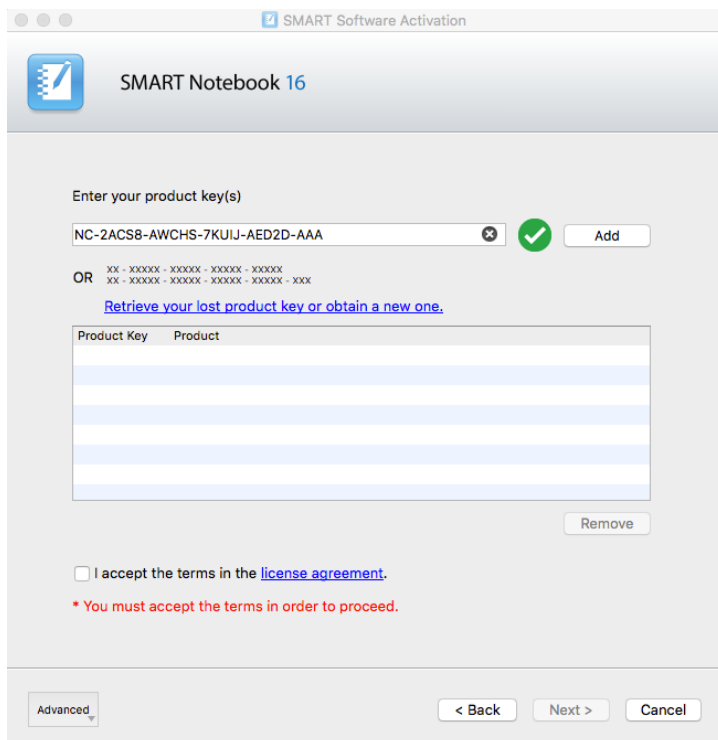 SMART Software Activation
SMART Notebook 16
Enter your product key(s)
NC-2ACS8-AWCHS-7KUIJ-AED2D-AAA
Add
OR
xx - xxxxx - xxxxx - xxxxx - xxxxx
xx - xxxxx - xxxxx - xxxxx - xxxxx - xxx
Retrieve your lost product key or obtain a new one.
Product Key Product
Remove
I accept the terms in the license agreement.
* You must accept the terms in order to proceed.
Advanced
< Back Next > Cancel